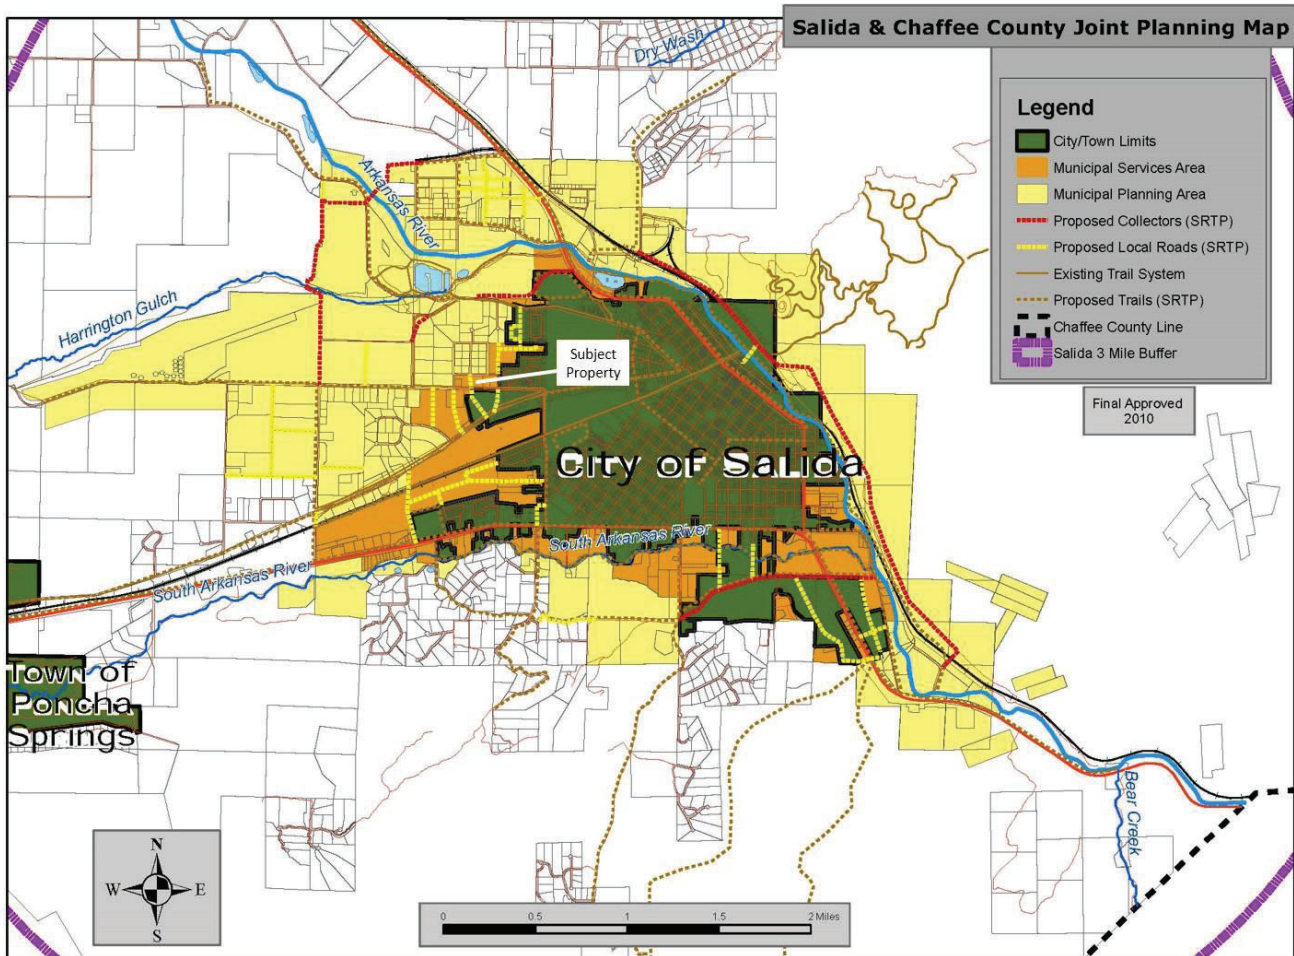 Salida & Chaffee County Joint Planning Map
Legend
City/Town Limits
Municipal Services Area
Municipal Planning Area
Proposed Collectors (SRTP)
Proposed Local Roads (SRTP)
Existing Trail System
Proposed Trails (SRTP)
Chaffee County Line
Salida 3 Mile Buffer
Final Approved
2010
Dry Wash
Arkansas River
Harrington Gulch
Subject
Property
City of Salida
South Arkansas River
South Arkansas River
Town of
Poncha
Springs
Bear Creek
N
W E
S
0 0.5 1 1.5 2 Miles